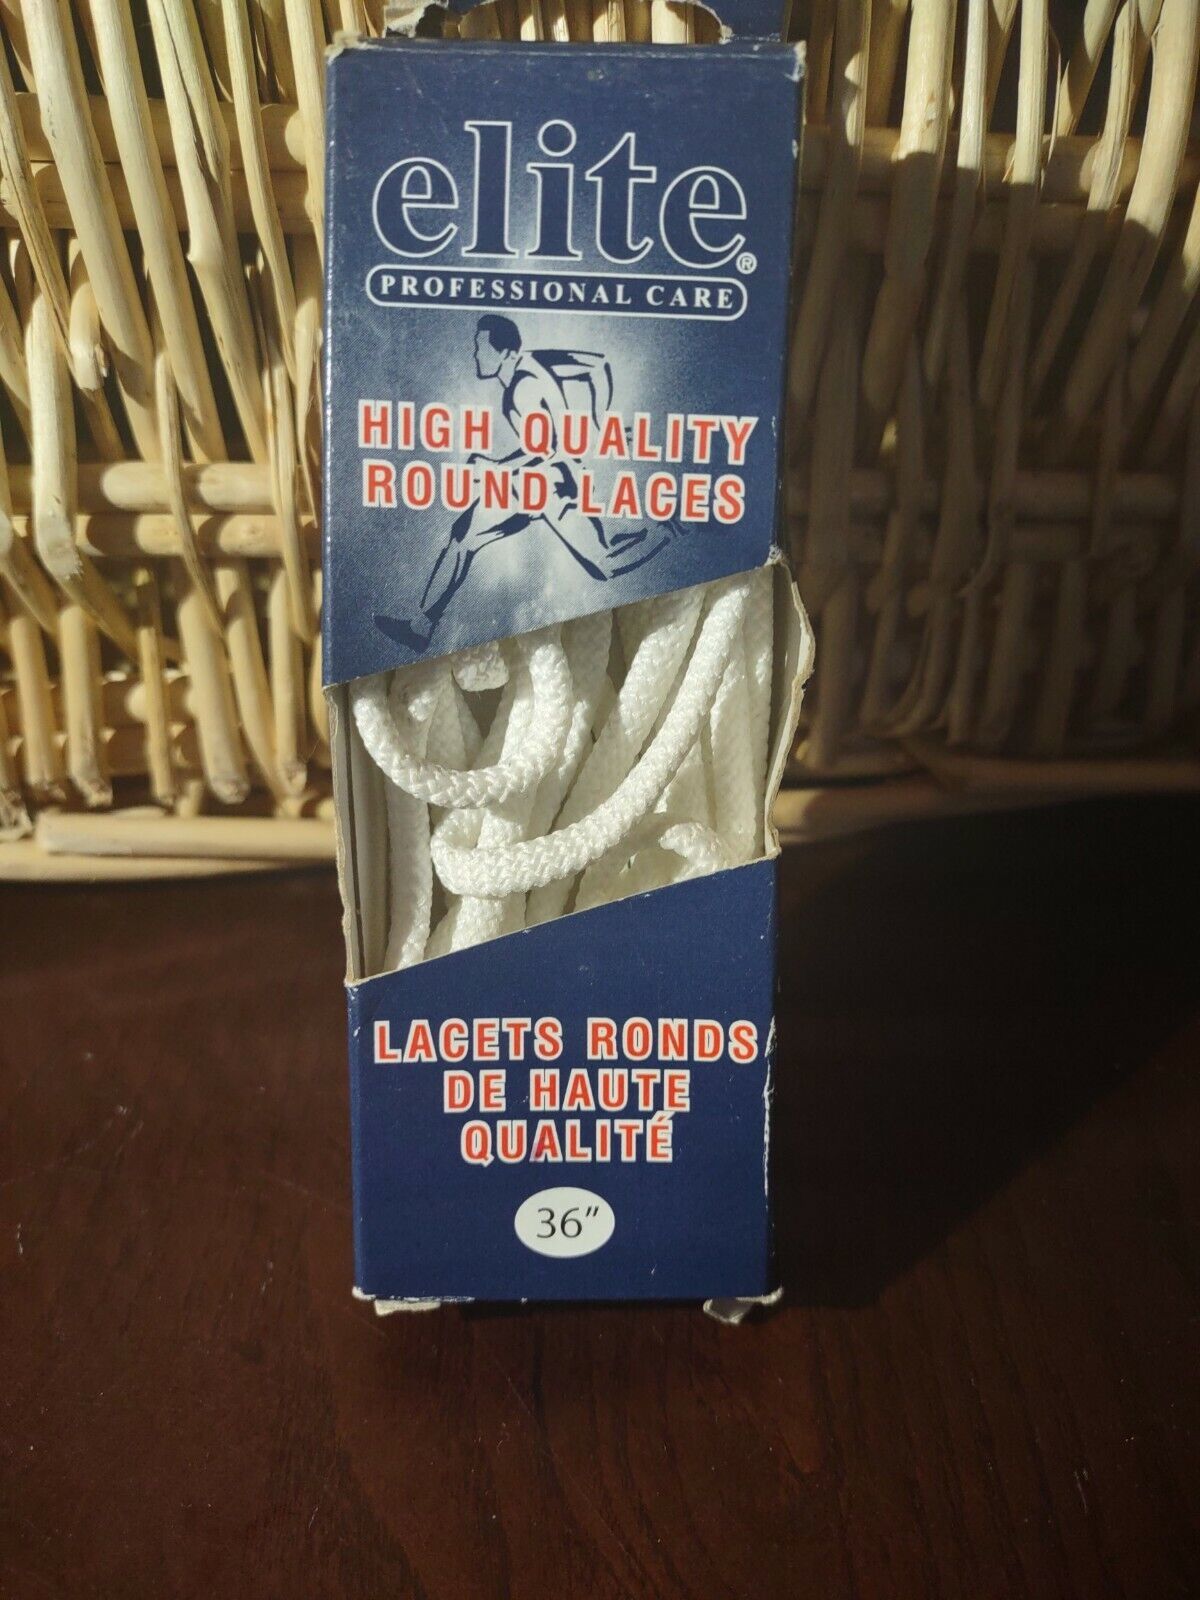 elite®
PROFESSIONAL CARE
HIGH QUALITY
ROUND LACES
LACETS RONDS
DE HAUTE
QUALITÉ
36"